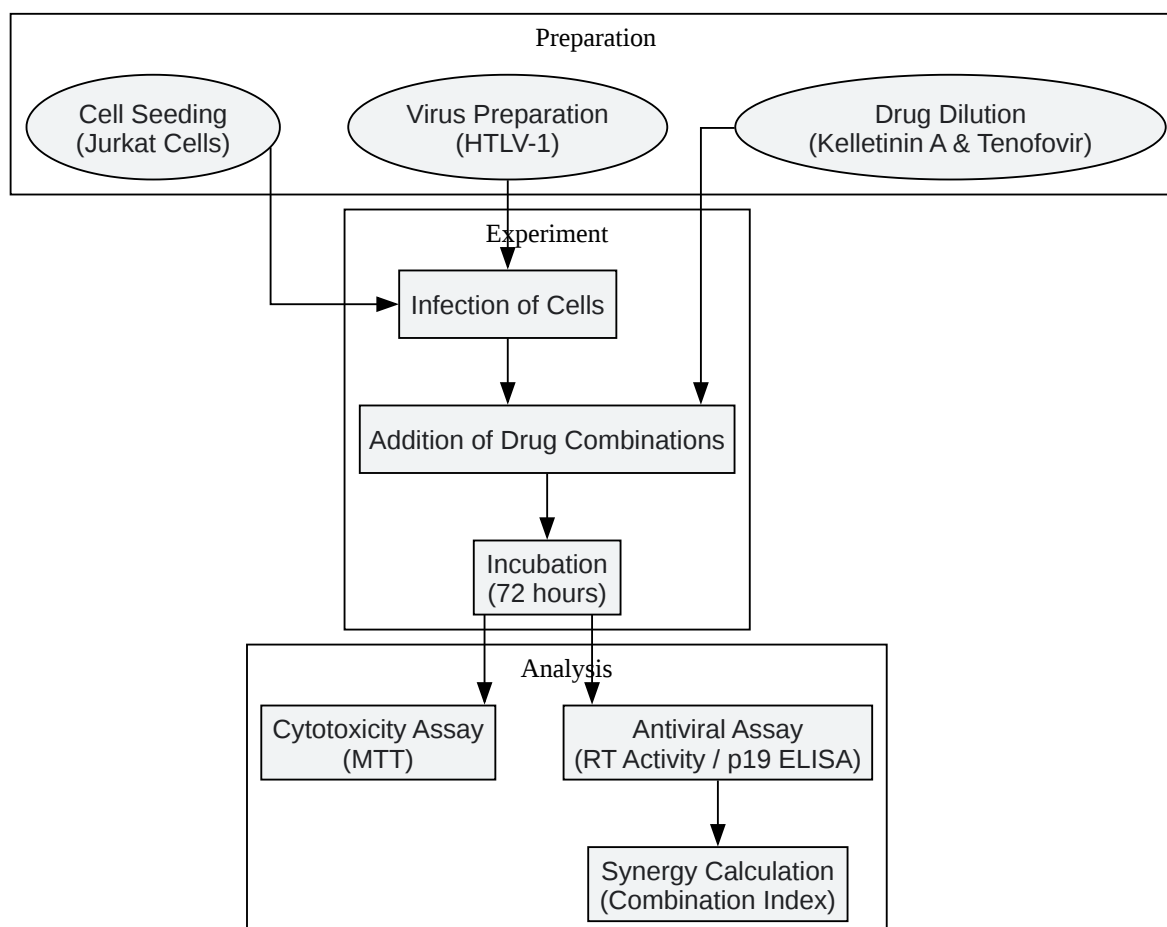 Preparation
Cell Seeding
(Jurkat Cells)
Virus Preparation
(HTLV-1)
Drug Dilution
(Kelletinin A & Tenofovir)
Experiment
Infection of Cells
Addition of Drug Combinations
Incubation
(72 hours)
Analysis
Cytotoxicity Assay
(MTT)
Antiviral Assay
(RT Activity / p19 ELISA)
Synergy Calculation
(Combination Index)